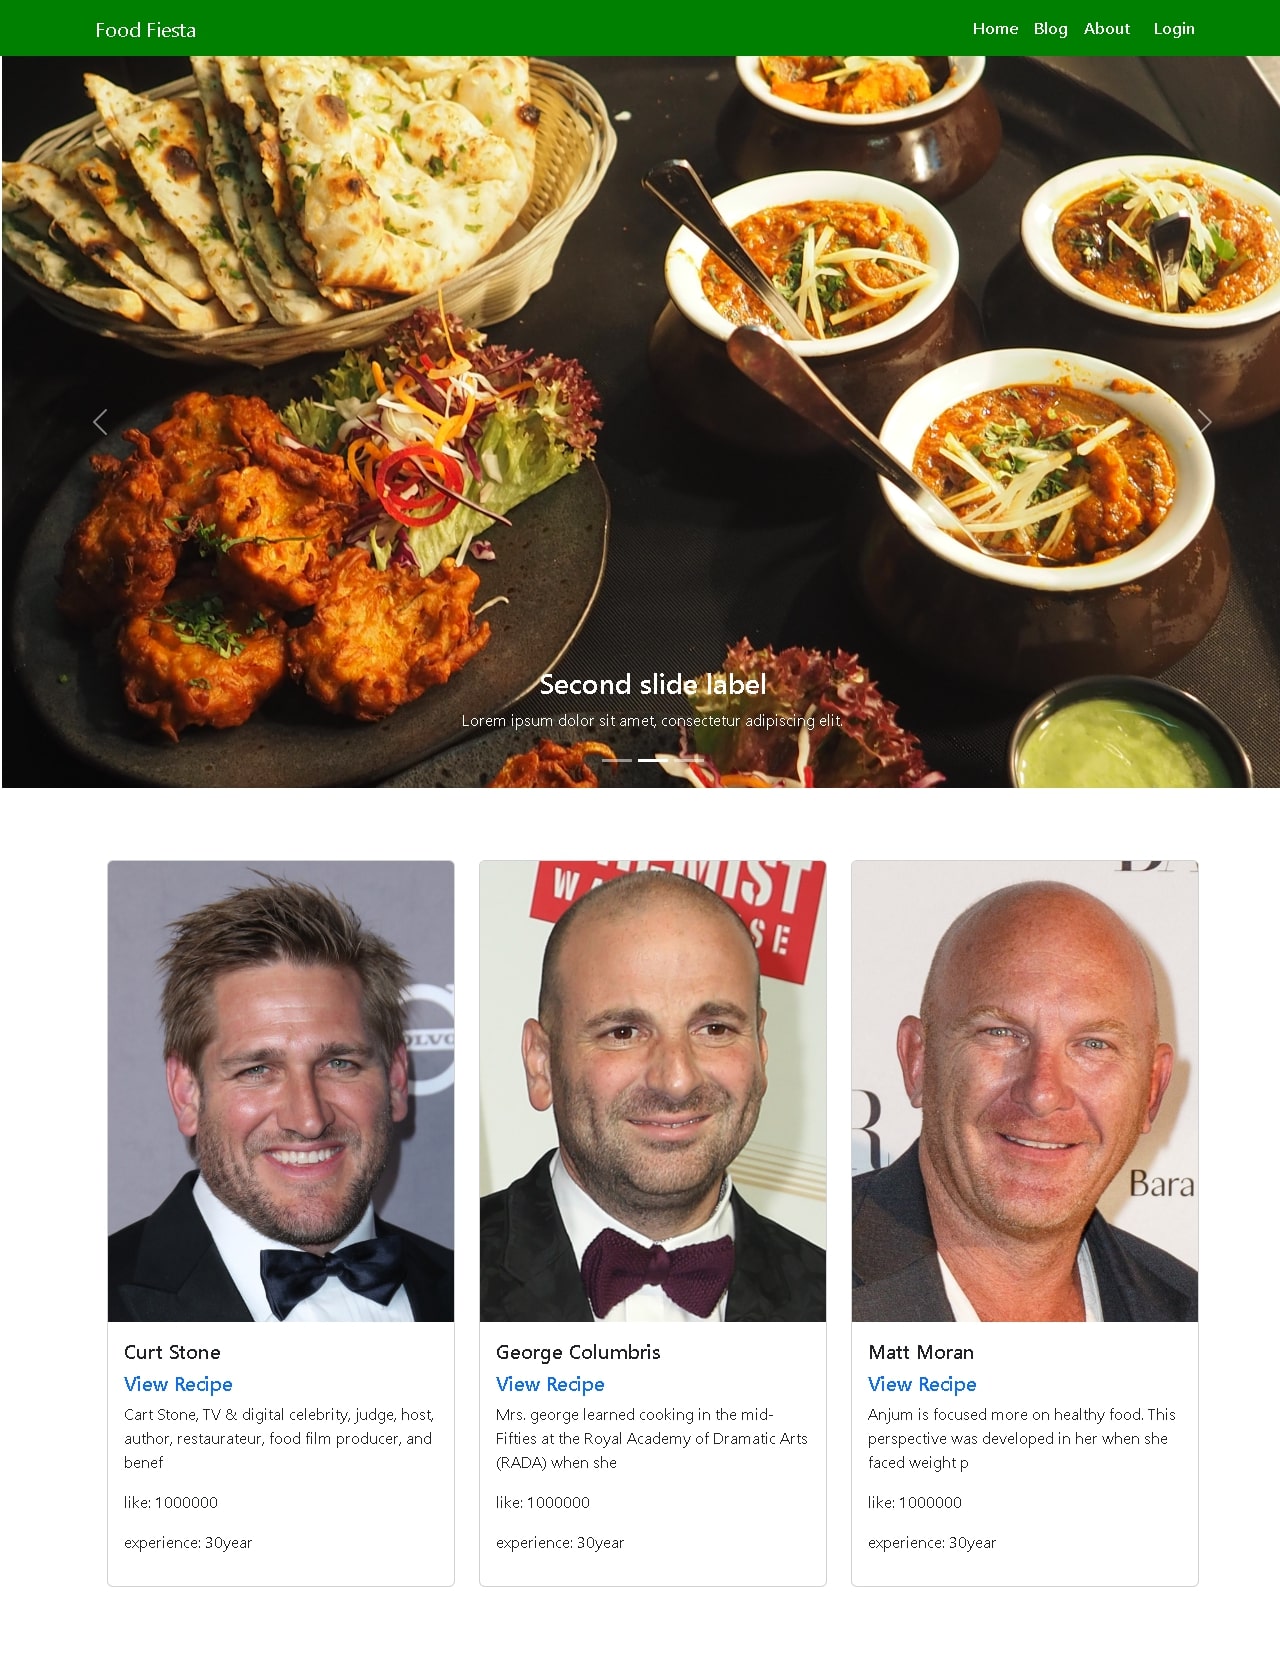 Food Fiesta
Home Blog About Login
Second slide label
Lorem ipsum dolor sit amet, consectetur adipiscing elit.
VOLVO
Curt Stone
View Recipe
Cart Stone, TV & digital celebrity, judge, host,
author, restaurateur, food film producer, and
benef
like: 1000000
experience: 30year
George Columbris
View Recipe
Mrs. george learned cooking in the mid-
Fifties at the Royal Academy of Dramatic Arts
(RADA) when she
like: 1000000
experience: 30year
Bara
Matt Moran
View Recipe
Anjum is focused more on healthy food. This
perspective was developed in her when she
faced weight p
like: 1000000
experience: 30year